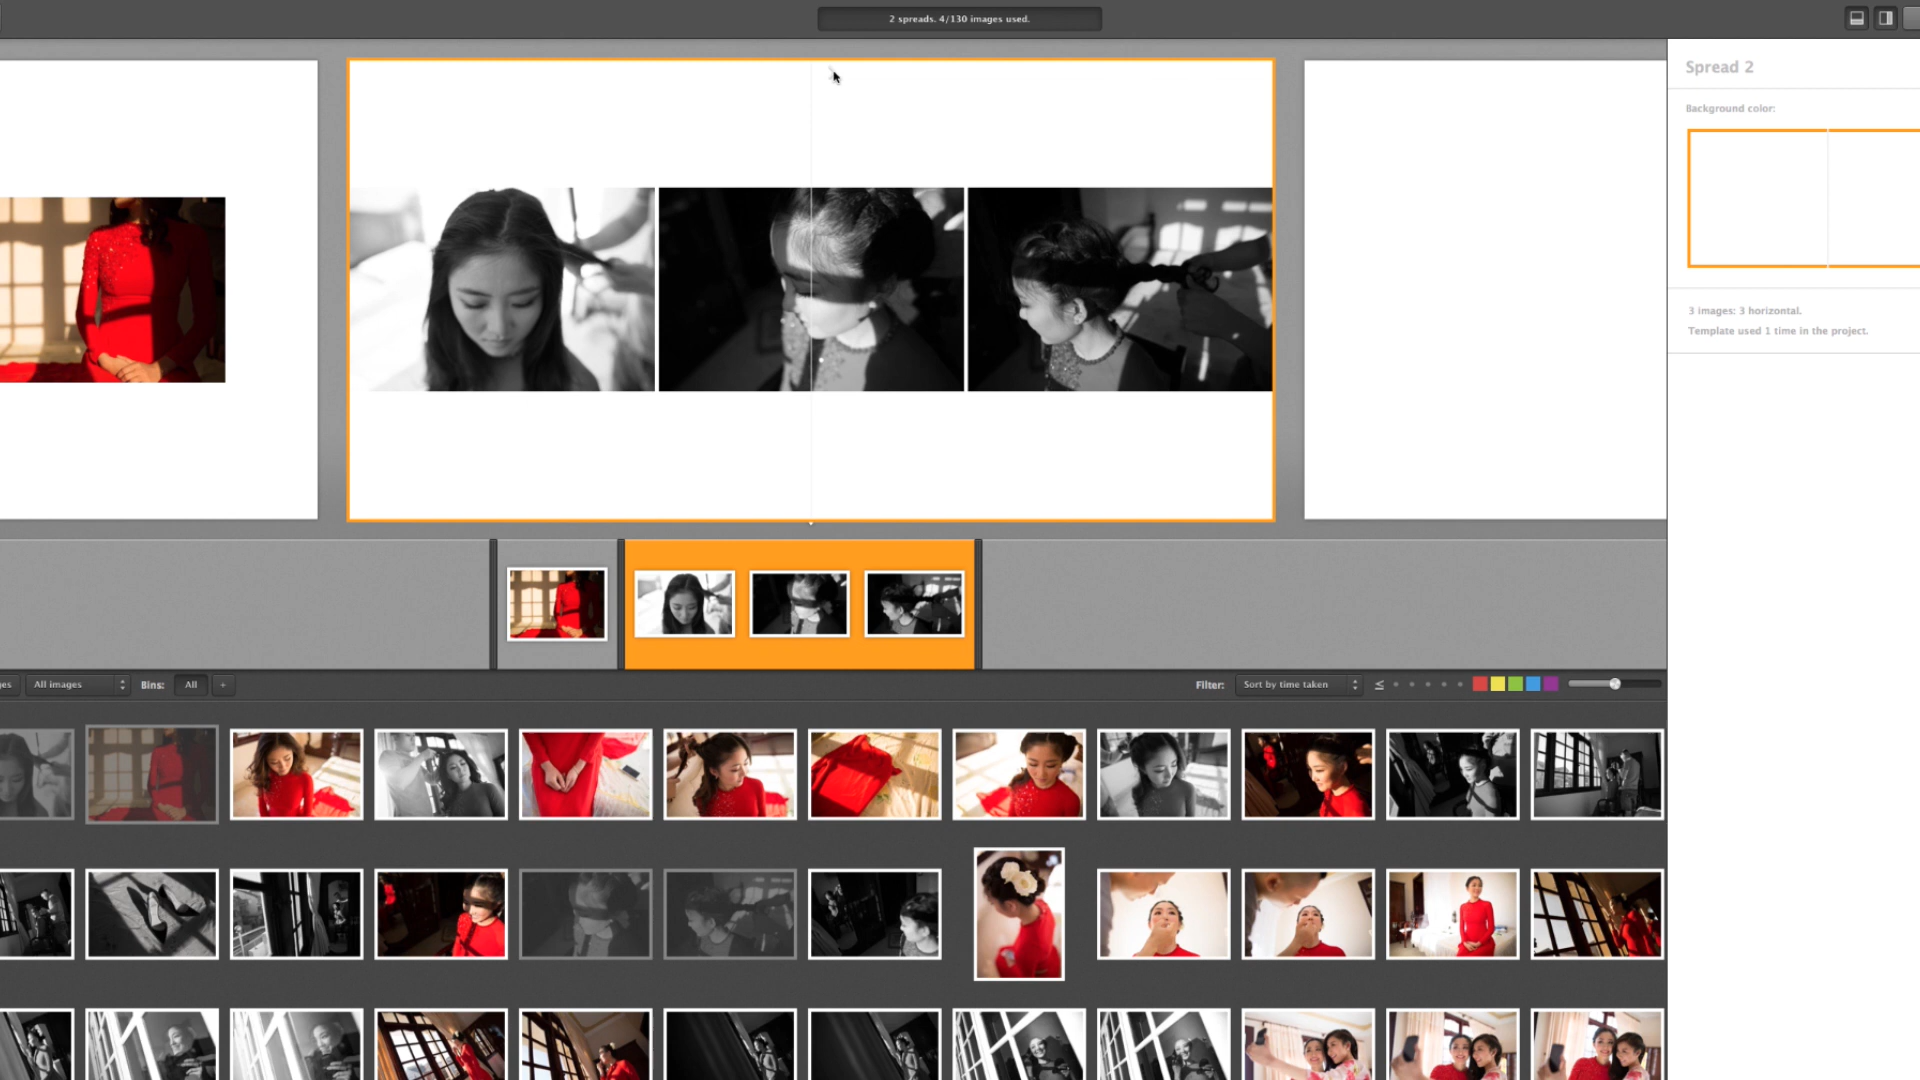 2 spreads. 4/130 images used.
Spread 2
Background color:
3 images: 3 horizontal.
Template used 1 time in the project.
ges
All images
Bins:
All
+
Filter:
Sort by time taken
≤